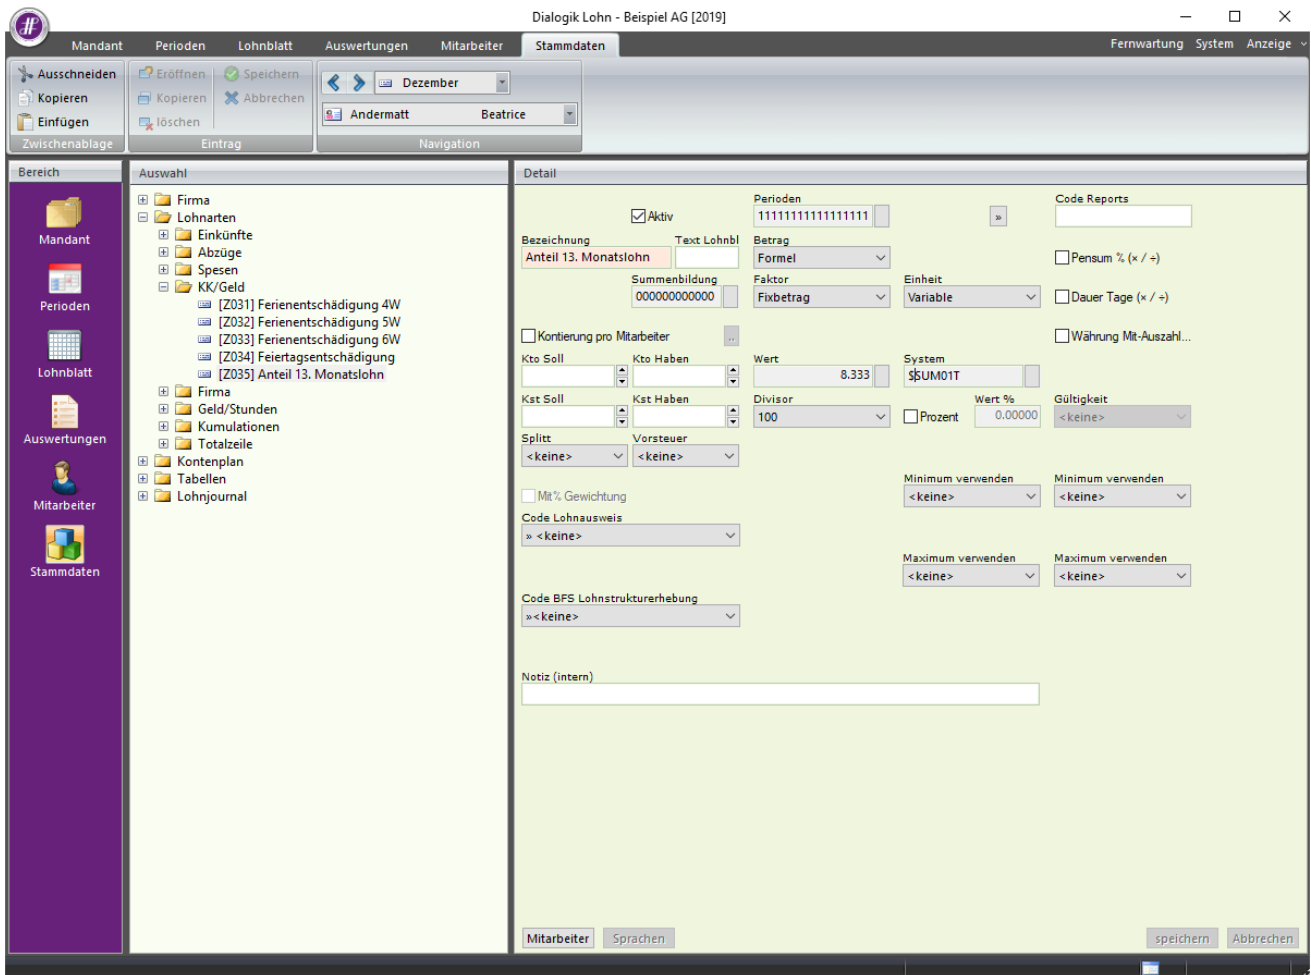 Dialogik Lohn - Beispiel AG [2019]
Mandant Perioden Lohnblatt Auswertungen Mitarbeiter Stammdaten Fernwartung System Anzeige
Ausschneiden Eröffnen Speichern
Dezember
Kopieren Kopieren Abbrechen
Einfügen löschen
Andermatt Beatrice
Zwischenablage Eintrag Navigation
Bereich
Mandant
Perioden
Lohnblatt
Auswertungen
Mitarbeiter
Stammdaten
Auswahl
Firma
Lohnarten
Einkünfte
Abzüge
Spesen
KK/Geld
[Z031] Ferienentschädigung 4W
[Z032] Ferienentschädigung 5W
[Z033] Ferienentschädigung 6W
[Z034] Feiertagsentschädigung
[Z035] Anteil 13. Monatslohn
Firma
Geld/Stunden
Kumulationen
Totalzeile
Kontenplan
Tabellen
Lohnjournal
Detail
Perioden Code Reports
Aktiv 11111111111111111 »
Bezeichnung Text Lohnbl Betrag
Anteil 13. Monatslohn Formel Pensum % (× / ÷)
Summenbildung Faktor Einheit
000000000000 Fixbetrag Variable Dauer Tage (× / ÷)
Kontierung pro Mitarbeiter .. Währung Mit-Auszahl...
Kto Soll Kto Haben Wert System
8.333 $SUM01T
Kst Soll Kst Haben Divisor Wert % Gültigkeit
100 Prozent 0.00000 <keine>
Splitt Vorsteuer
<keine> <keine>
Minimum verwenden Minimum verwenden
Mit% Gewichtung <keine> <keine>
Code Lohnausweis
» <keine>
Maximum verwenden Maximum verwenden
<keine> <keine>
Code BFS Lohnstrukturerhebung
»<keine>
Notiz (intern)
Mitarbeiter Sprachen speichern Abbrechen